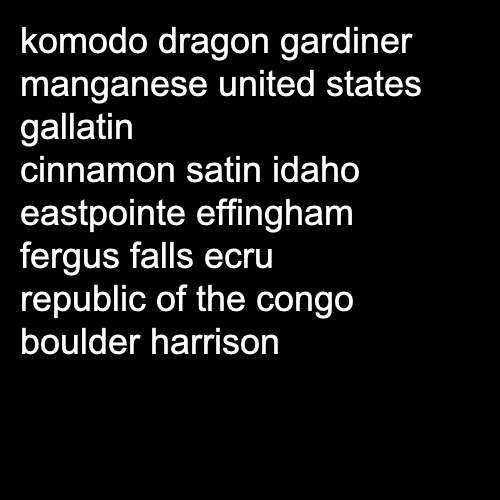 komodo dragon gardiner
manganese united states
gallatin
cinnamon satin idaho
eastpointe effingham
fergus falls ecru
republic of the congo
boulder harrison